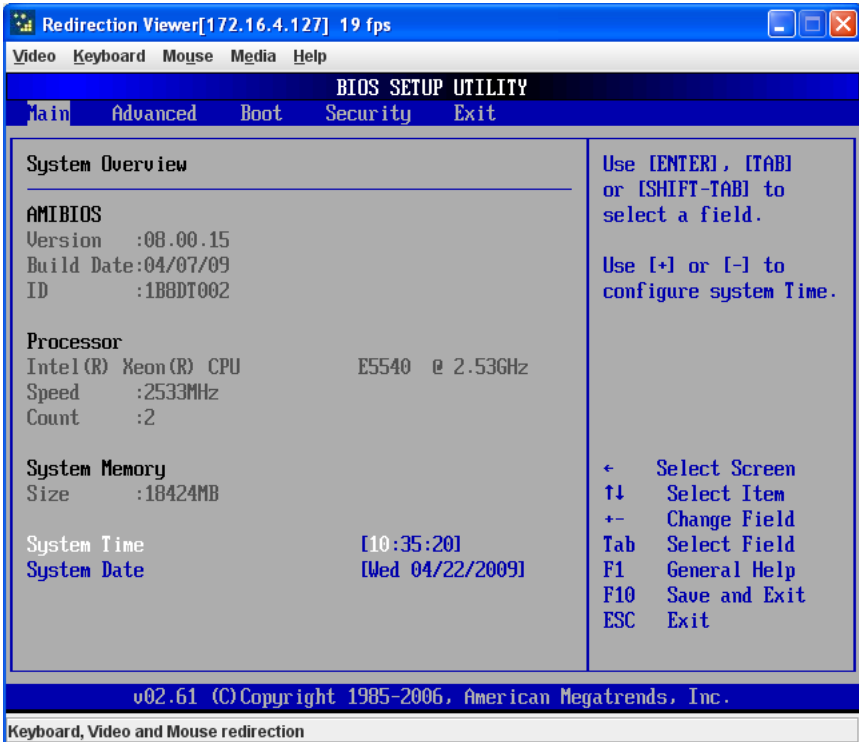 Redirection Viewer[172.16.4.127] 19 fps
Video Keyboard Mouse Media Help
BIOS SETUP UTILITY
Main Advanced Boot Security Exit
System Overview
AMIBIOS
Version :08.00.15
Build Date:04/07/09
ID :1B8DT002
Processor
Intel(R) Xeon(R) CPU E5540 @ 2.53GHz
Speed :2533MHz
Count :2
System Memory
Size :18424MB
System Time [10:35:20]
System Date [Wed 04/22/2009]
Use [ENTER], [TAB]
or [SHIFT-TAB] to
select a field.
Use [+] or [-] to
configure system Time.
← Select Screen
↑↓ Select Item
+- Change Field
Tab Select Field
F1 General Help
F10 Save and Exit
ESC Exit
v02.61 (C)Copyright 1985-2006, American Megatrends, Inc.
Keyboard, Video and Mouse redirection